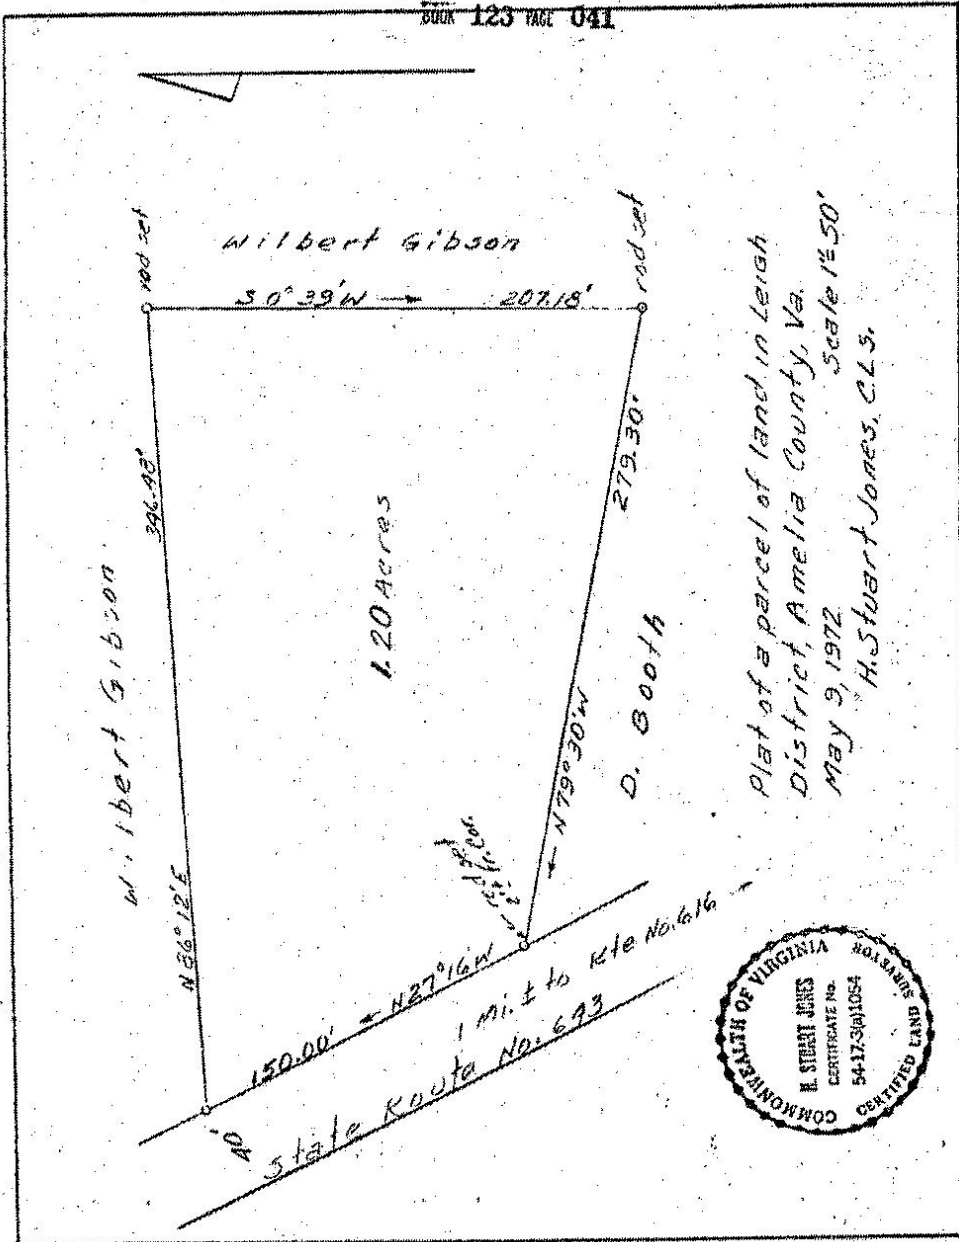 BOOK 123 PAGE 041
rod set
Wilbert Gibson
rod set
S 0° 39' W → 207.18'
346.48'
279.30'
Wilbert Gibson
1.20 Acres
D. Booth
N 86° 12' E
N 79° 30' W
rod set
N 27° 16' W
150.00'
40'
1 Mi. ± to Rte No. 616
State Route No. 693
Plat of a parcel of land in Leigh
District, Amelia County, Va.
May 9, 1972 Scale 1"=50'
H. Stuart Jones, C.L.S.
COMMONWEALTH OF VIRGINIA
H. STUART JONES
CERTIFICATE No.
54-17-3(a)1054
CERTIFIED LAND SURVEYOR